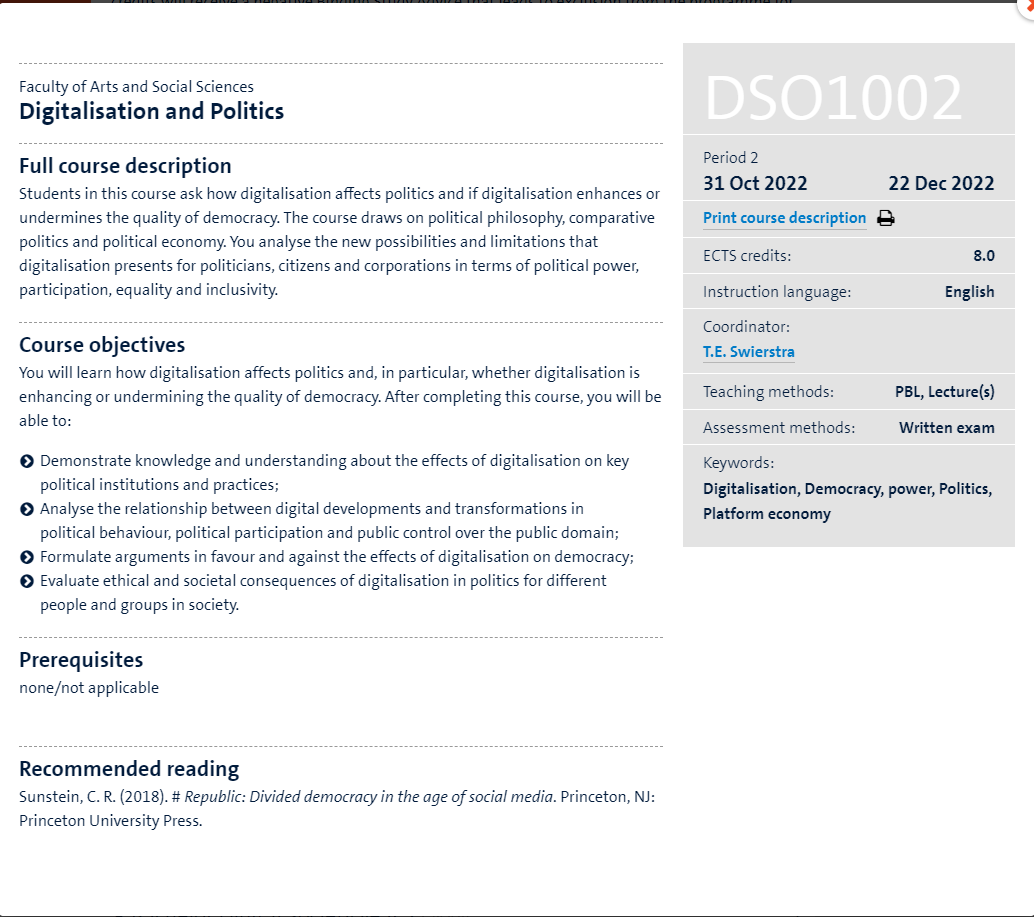 Faculty of Arts and Social Sciences
Digitalisation and Politics
Full course description
Students in this course ask how digitalisation affects politics and if digitalisation enhances or
undermines the quality of democracy. The course draws on political philosophy, comparative
politics and political economy. You analyse the new possibilities and limitations that
digitalisation presents for politicians, citizens and corporations in terms of political power,
participation, equality and inclusivity.
Course objectives
You will learn how digitalisation affects politics and, in particular, whether digitalisation is
enhancing or undermining the quality of democracy. After completing this course, you will be
able to:
Demonstrate knowledge and understanding about the effects of digitalisation on key
political institutions and practices;
Analyse the relationship between digital developments and transformations in
political behaviour, political participation and public control over the public domain;
Formulate arguments in favour and against the effects of digitalisation on democracy;
Evaluate ethical and societal consequences of digitalisation in politics for different
people and groups in society.
Prerequisites
none/not applicable
Recommended reading
Sunstein, C. R. (2018). # Republic: Divided democracy in the age of social media. Princeton, NJ:
Princeton University Press.
DSO1002
Period 2
31 Oct 2022 22 Dec 2022
Print course description
ECTS credits: 8.0
Instruction language: English
Coordinator:
T.E. Swierstra
Teaching methods: PBL, Lecture(s)
Assessment methods: Written exam
Keywords:
Digitalisation, Democracy, power, Politics,
Platform economy